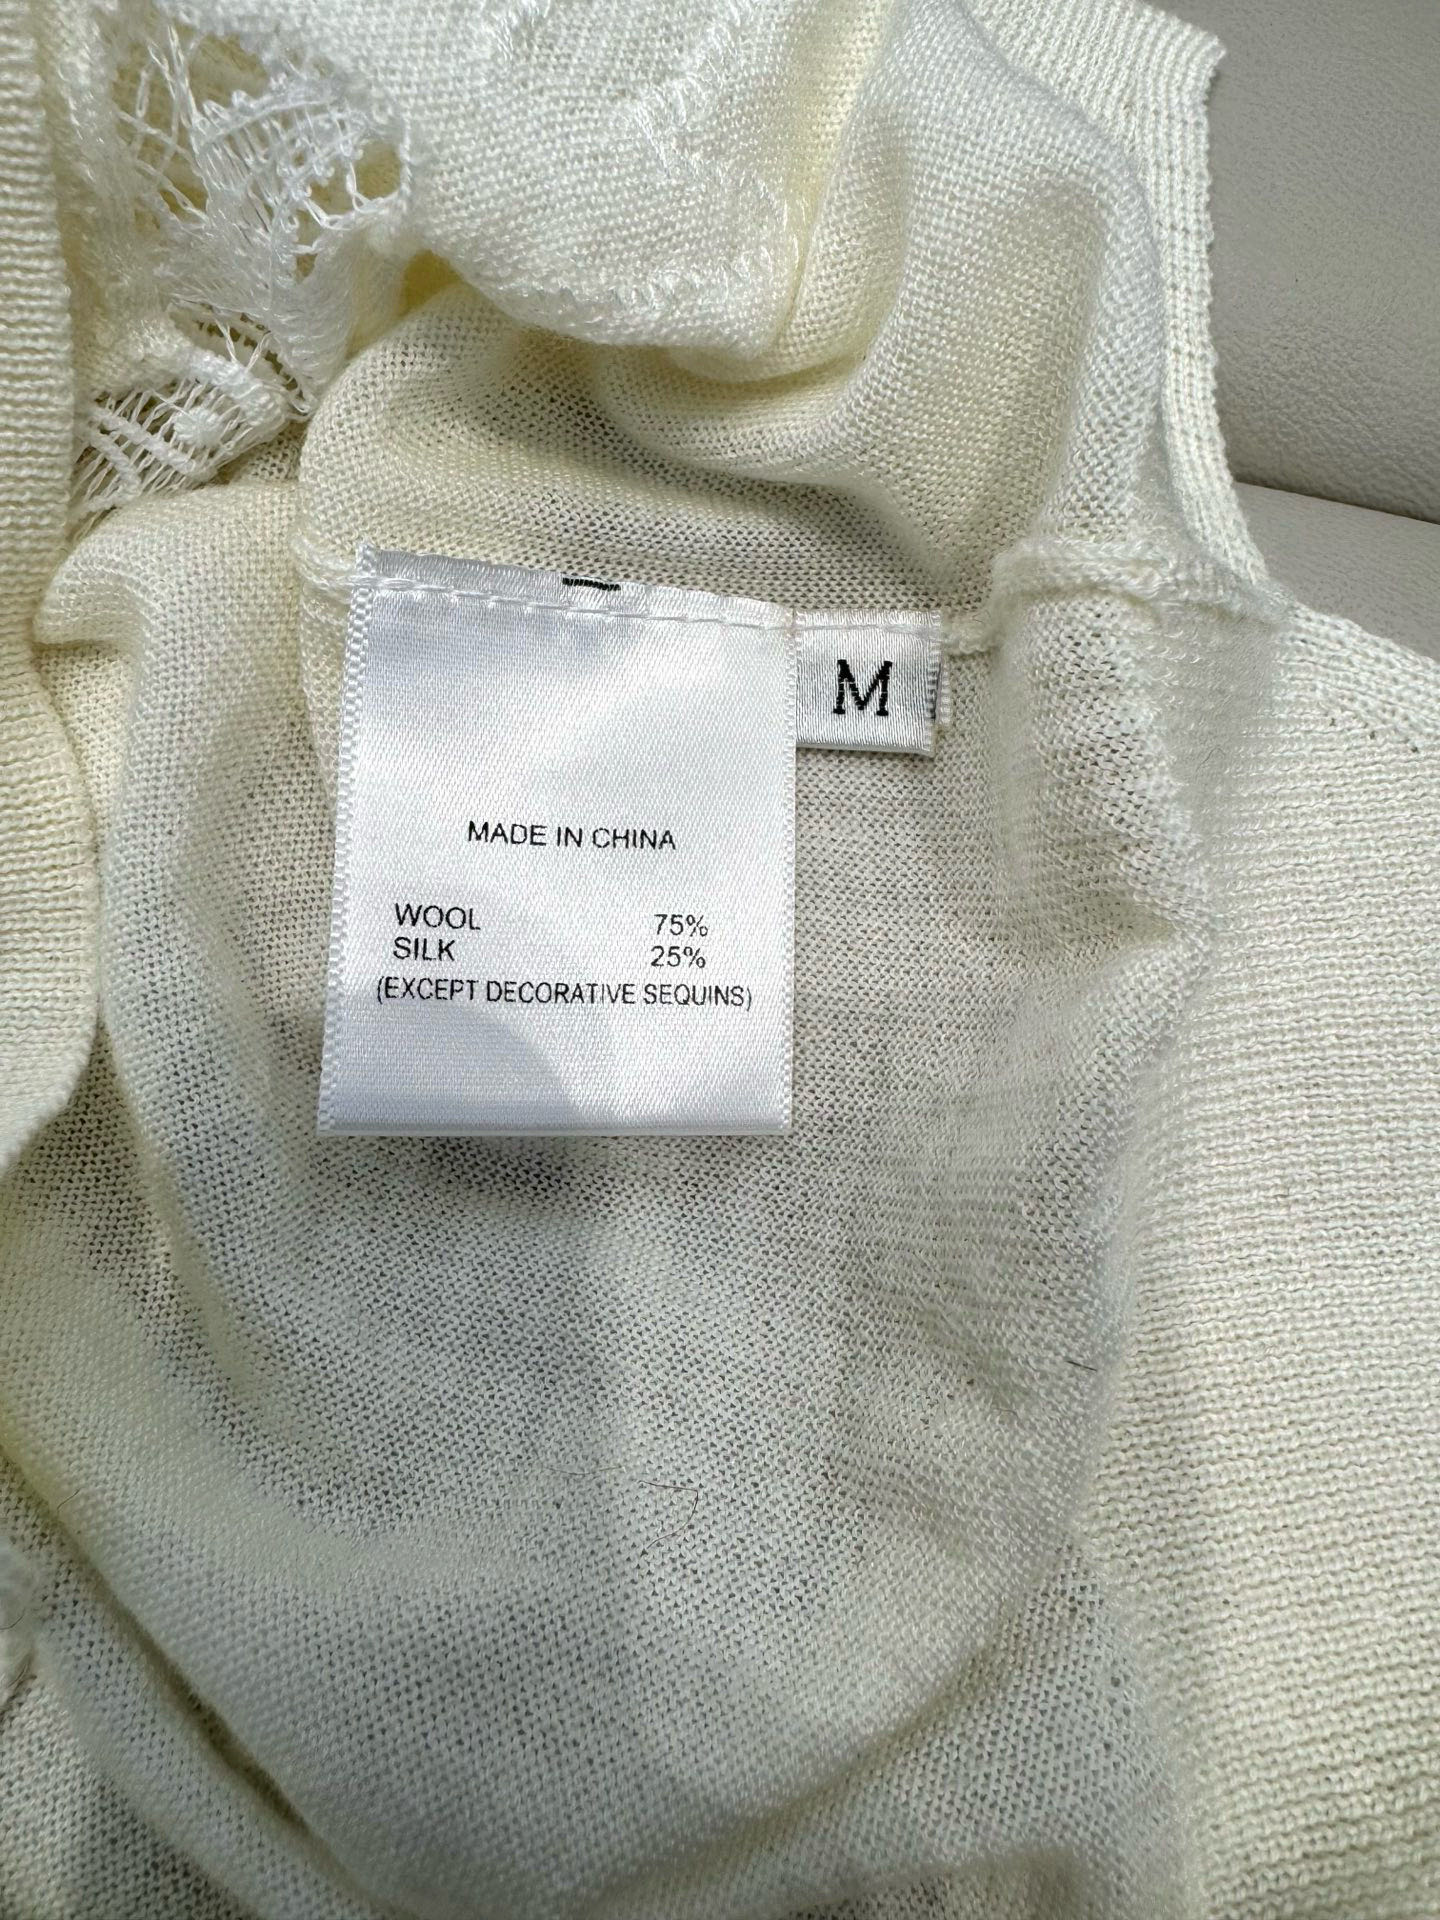 M
MADE IN CHINA
WOOL 75%
SILK 25%
(EXCEPT DECORATIVE SEQUINS)